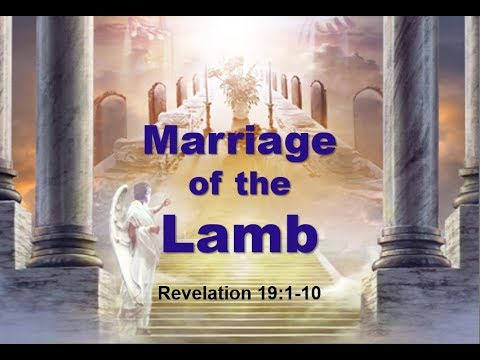 Marriage
of the
Lamb
Revelation 19:1-10